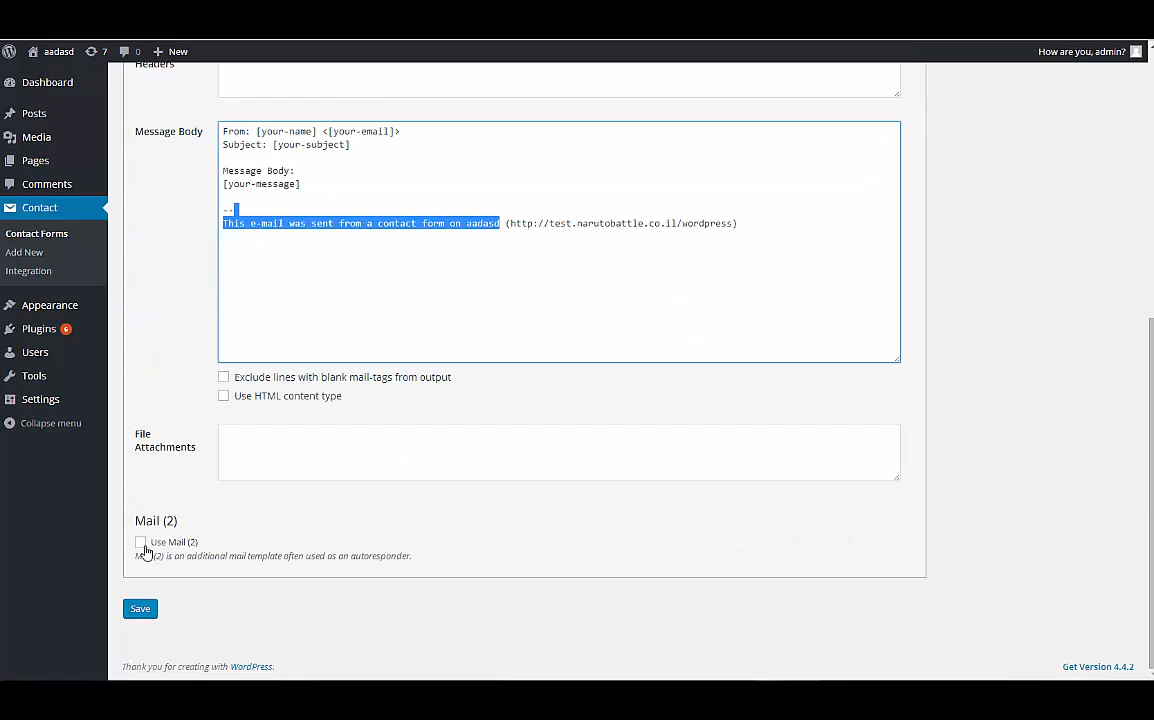 aadasd 7 0 New How are you, admin?
Dashboard
Posts
Media
Pages
Comments
Contact
Contact Forms
Add New
Integration
Appearance
Plugins 6
Users
Tools
Settings
Collapse menu
Headers
Message Body
From: [your-name] <[your-email]>
Subject: [your-subject]
Message Body:
[your-message]
--
This e-mail was sent from a contact form on aadasd (http://test.narutobattle.co.il/wordpress)
Exclude lines with blank mail-tags from output
Use HTML content type
File
Attachments
Mail (2)
Use Mail (2)
(2) is an additional mail template often used as an autoresponder.
Save
Thank you for creating with WordPress.
Get Version 4.4.2